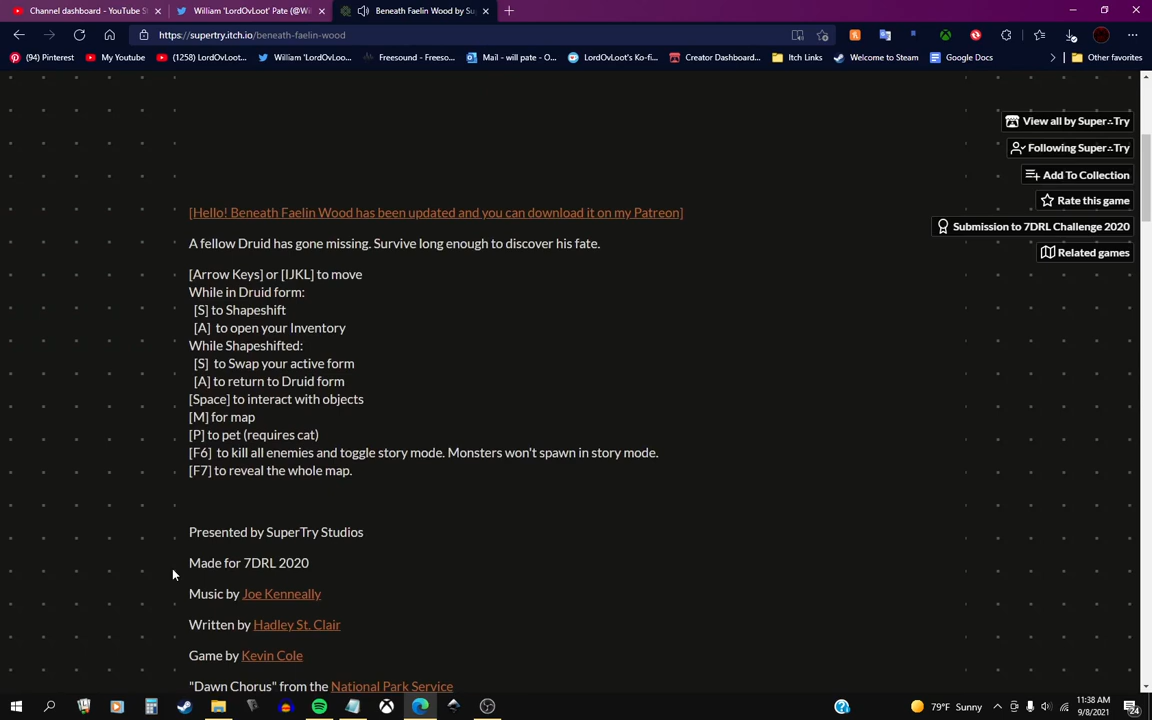 Channel dashboard - YouTube S
William 'LordOvLoot' Pate (@Wi
Beneath Faelin Wood by Su
https://supertry.itch.io/beneath-faelin-wood
(94) Pinterest
My Youtube
(1258) LordOvLoot...
William 'LordOvLoo...
Freesound - Freeso...
Mail - will pate - O...
LordOvLoot's Ko-fi...
Creator Dashboard...
Itch Links
Welcome to Steam
Google Docs
Other favorites
View all by Super∴Try
Following Super∴Try
Add To Collection
Rate this game
Submission to 7DRL Challenge 2020
Related games
[Hello! Beneath Faelin Wood has been updated and you can download it on my Patreon]
A fellow Druid has gone missing. Survive long enough to discover his fate.
[Arrow Keys] or [IJKL] to move
While in Druid form:
[S] to Shapeshift
[A] to open your Inventory
While Shapeshifted:
[S] to Swap your active form
[A] to return to Druid form
[Space] to interact with objects
[M] for map
[P] to pet (requires cat)
[F6] to kill all enemies and toggle story mode. Monsters won't spawn in story mode.
[F7] to reveal the whole map.
Presented by SuperTry Studios
Made for 7DRL 2020
Music by Joe Kenneally
Written by Hadley St. Clair
Game by Kevin Cole
"Dawn Chorus" from the National Park Service
79°F Sunny
11:38 AM
9/8/2021
24